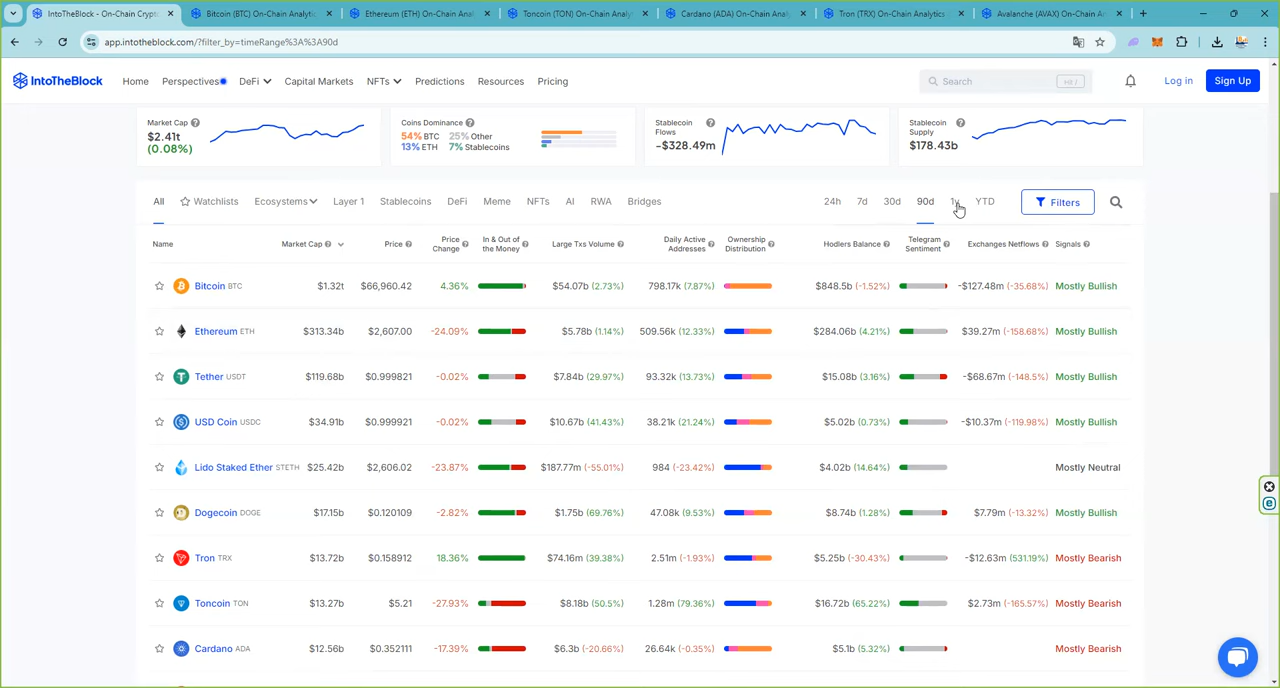 IntoTheBlock - On-Chain Crypto Bitcoin (BTC) On-Chain Analytic Ethereum (ETH) On-Chain Anal Toncoin (TON) On-Chain Analy Cardano (ADA) On-Chain Analy Tron (TRX) On-Chain Analytics Avalanche (AVAX) On-Chain An
app.intotheblock.com/?filter_by=timeRange%3A%3A90d
IntoTheBlock Home Perspectives DeFi Capital Markets NFTs Predictions Resources Pricing Search Log in Sign Up
Market Cap
$2.41t
(0.08%)
Coins Dominance
54% BTC 25% Other
13% ETH 7% Stablecoins
Stablecoin
Flows
-$328.49m
Stablecoin
Supply
$178.43b
All Watchlists Ecosystems Layer 1 Stablecoins DeFi Meme NFTs AI RWA Bridges 24h 7d 30d 90d 1y YTD Filters
Name Market Cap Price Price Change In & Out of the Money Large Txs Volume Daily Active Addresses Ownership Distribution Hodlers Balance Telegram Sentiment Exchanges Netflows Signals
Bitcoin BTC $1.32t $66,960.42 4.36% $54.07b (2.73%) 798.17k (7.87%) $848.5b (-1.52%) -$127.48m (-35.68%) Mostly Bullish
Ethereum ETH $313.34b $2,607.00 -24.09% $5.78b (1.14%) 509.56k (12.33%) $284.06b (4.21%) $39.27m (-158.68%) Mostly Bullish
Tether USDT $119.68b $0.999821 -0.02% $7.84b (29.97%) 93.32k (13.73%) $15.08b (3.16%) -$68.67m (-148.5%) Mostly Bullish
USD Coin USDC $34.91b $0.999921 -0.02% $10.67b (41.43%) 38.21k (21.24%) $5.02b (0.73%) -$10.37m (-119.98%) Mostly Bullish
Lido Staked Ether STETH $25.42b $2,606.02 -23.87% $187.77m (-55.01%) 984 (-23.42%) $4.02b (14.64%) Mostly Neutral
Dogecoin DOGE $17.15b $0.120109 -2.82% $1.75b (69.76%) 47.08k (9.53%) $8.74b (1.28%) $7.79m (-13.32%) Mostly Bullish
Tron TRX $13.72b $0.158912 18.36% $74.16m (39.38%) 2.51m (-1.93%) $5.25b (-30.43%) -$12.63m (531.19%) Mostly Bearish
Toncoin TON $13.27b $5.21 -27.93% $8.18b (50.5%) 1.28m (79.36%) $16.72b (65.22%) $2.73m (-165.57%) Mostly Bearish
Cardano ADA $12.56b $0.352111 -17.39% $6.3b (-20.66%) 26.64k (-0.35%) $5.1b (5.32%) Mostly Bearish